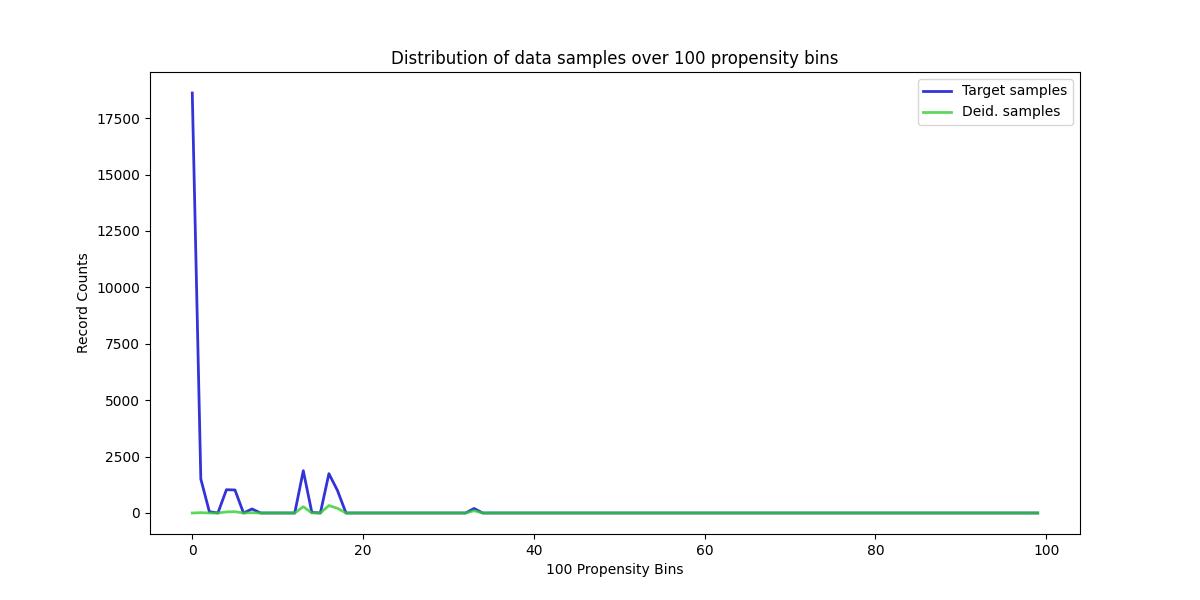 Distribution of data samples over 100 propensity bins
Target samples
Deid. samples
Record Counts
17500
15000
12500
10000
7500
5000
2500
0
0 20 40 60 80 100
100 Propensity Bins